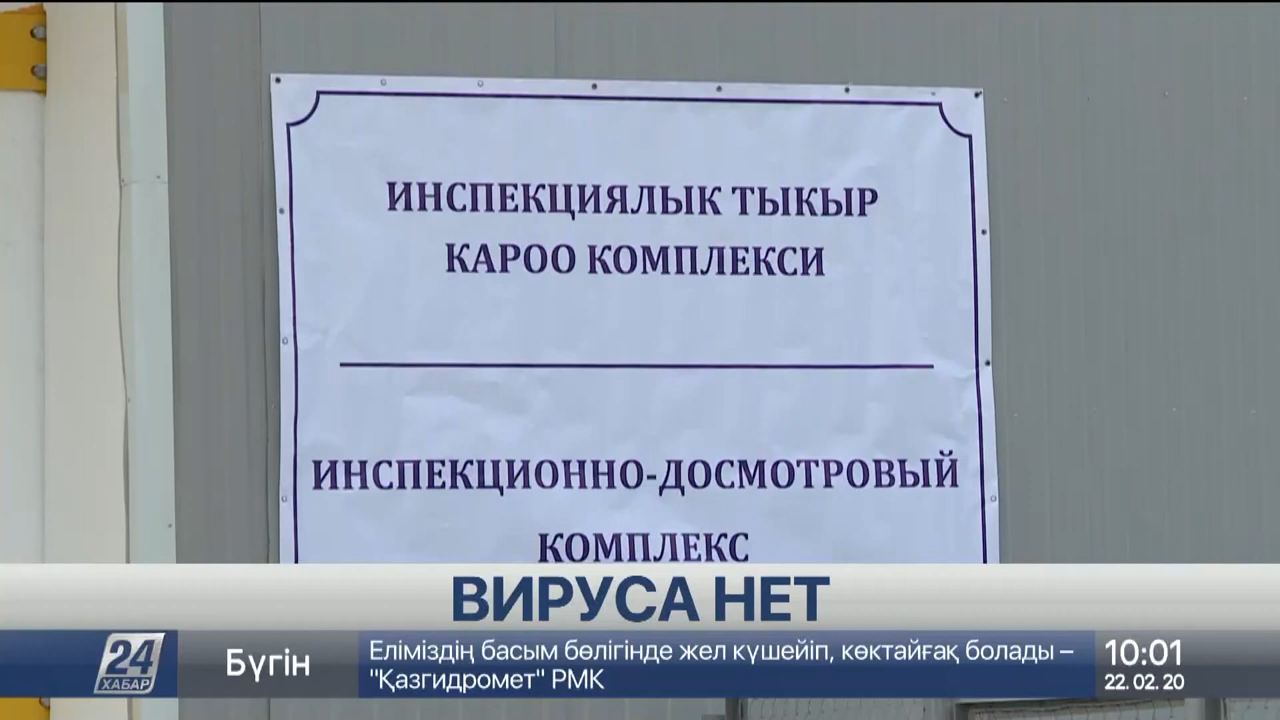 ИНСПЕКЦИЯЛЫК ТЫКЫР
КАРОО КОМПЛЕКСИ
ИНСПЕКЦИОННО-ДОСМОТРОВЫЙ
КОМПЛЕКС
ВИРУСА НЕТ
24
ХАБАР
Бүгін
Еліміздің басым бөлігінде жел күшейіп, көктайғақ болады –
"Қазгидромет" РМК
10:01
22. 02. 20